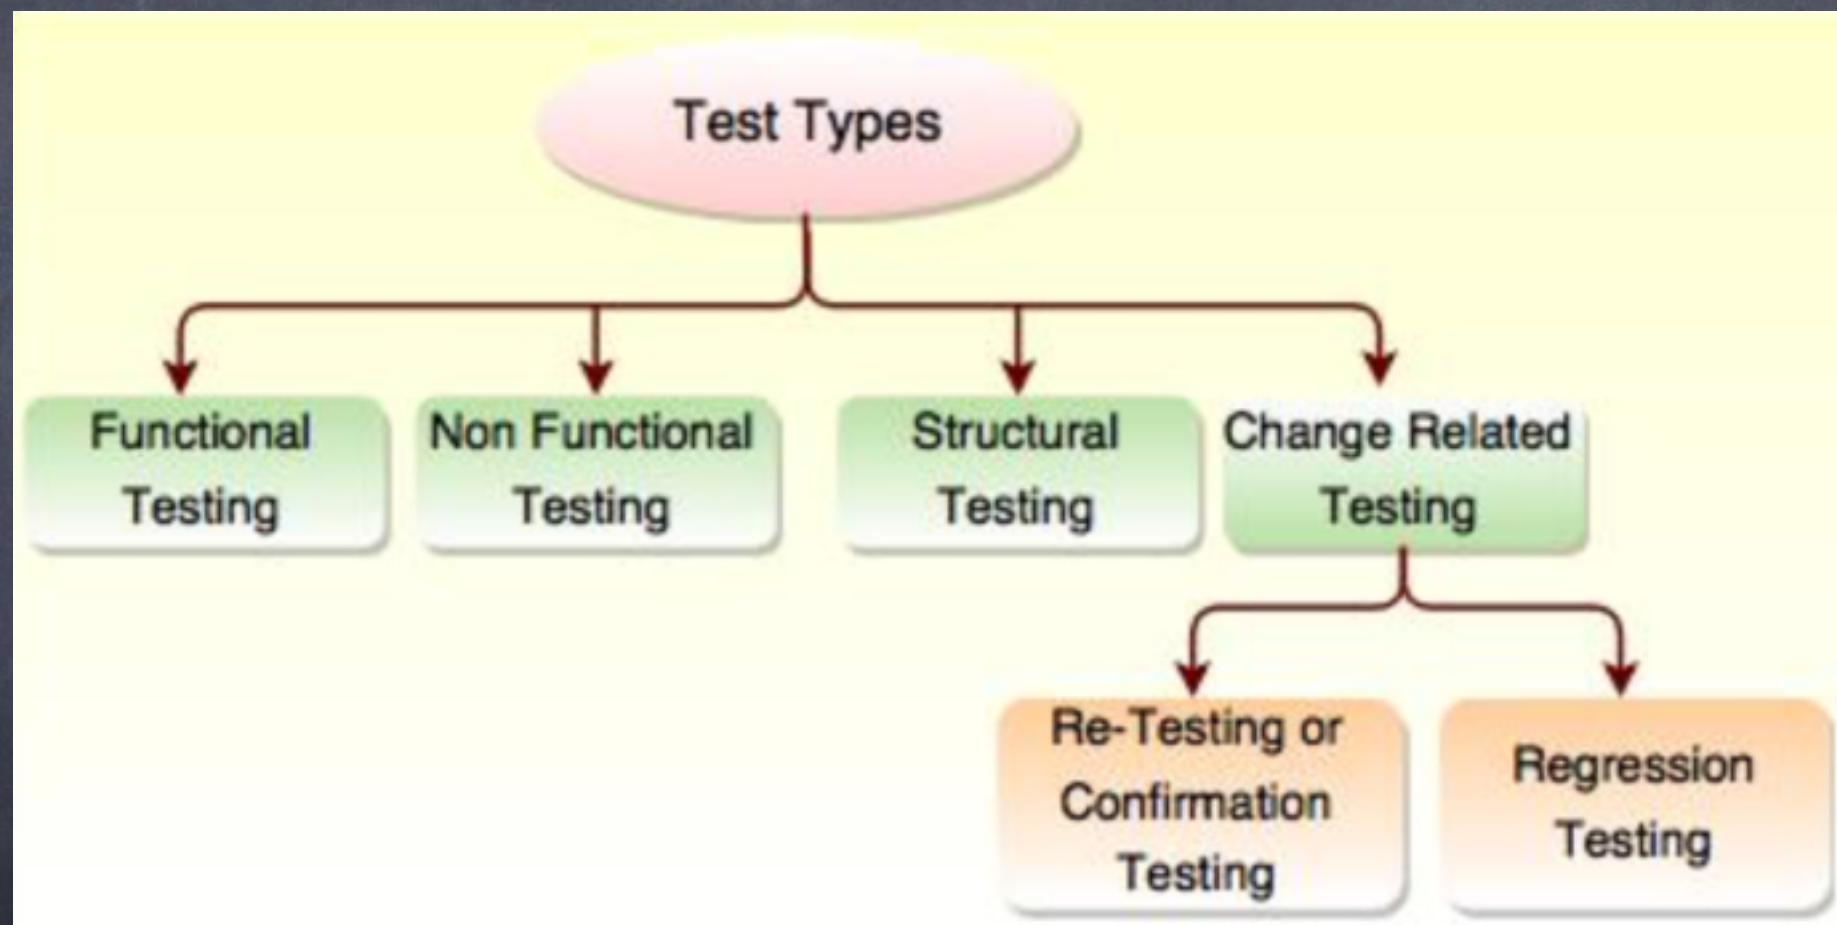 Test Types
Functional
Testing
Non Functional
Testing
Structural
Testing
Change Related
Testing
Re-Testing or
Confirmation
Testing
Regression
Testing